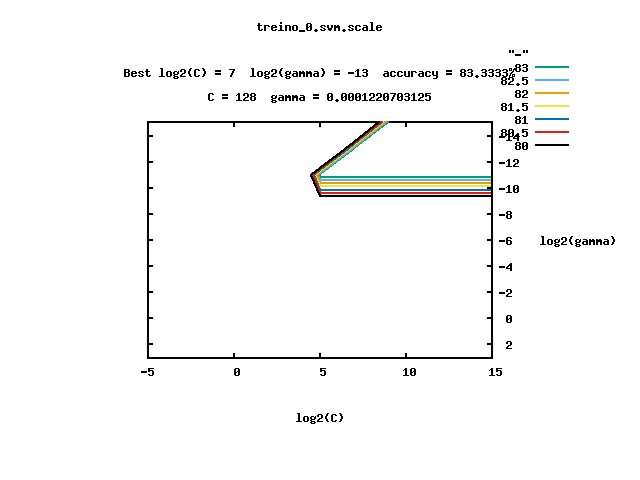 treino_0.svm.scale
"_"
Best log2(C) = 7  log2(gamma) = -13  accuracy = 83.3333%
83
82.5
C = 128  gamma = 0.0001220703125
82
81.5
81
80.5
-14
80
-12
-10
-8
-6
log2(gamma)
-4
-2
0
2
-5 0 5 10 15
log2(C)